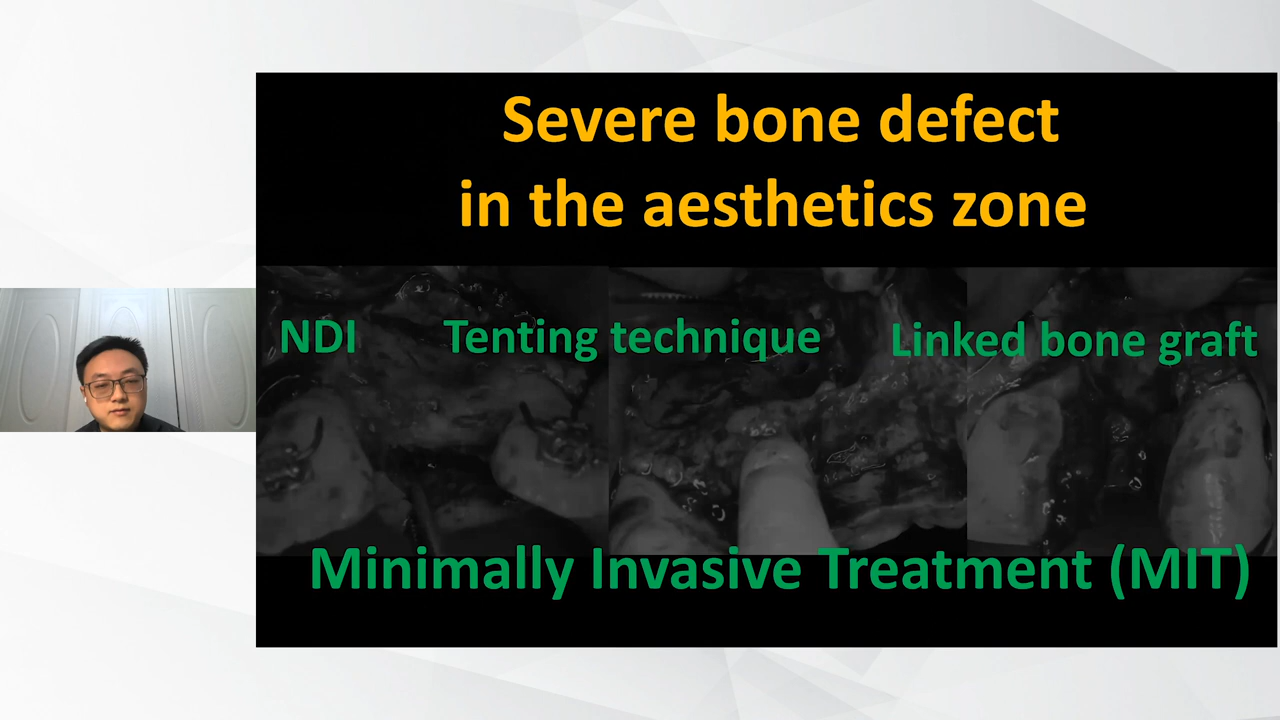 Severe bone defect
in the aesthetics zone
NDI
Tenting technique
Linked bone graft
Minimally Invasive Treatment (MIT)